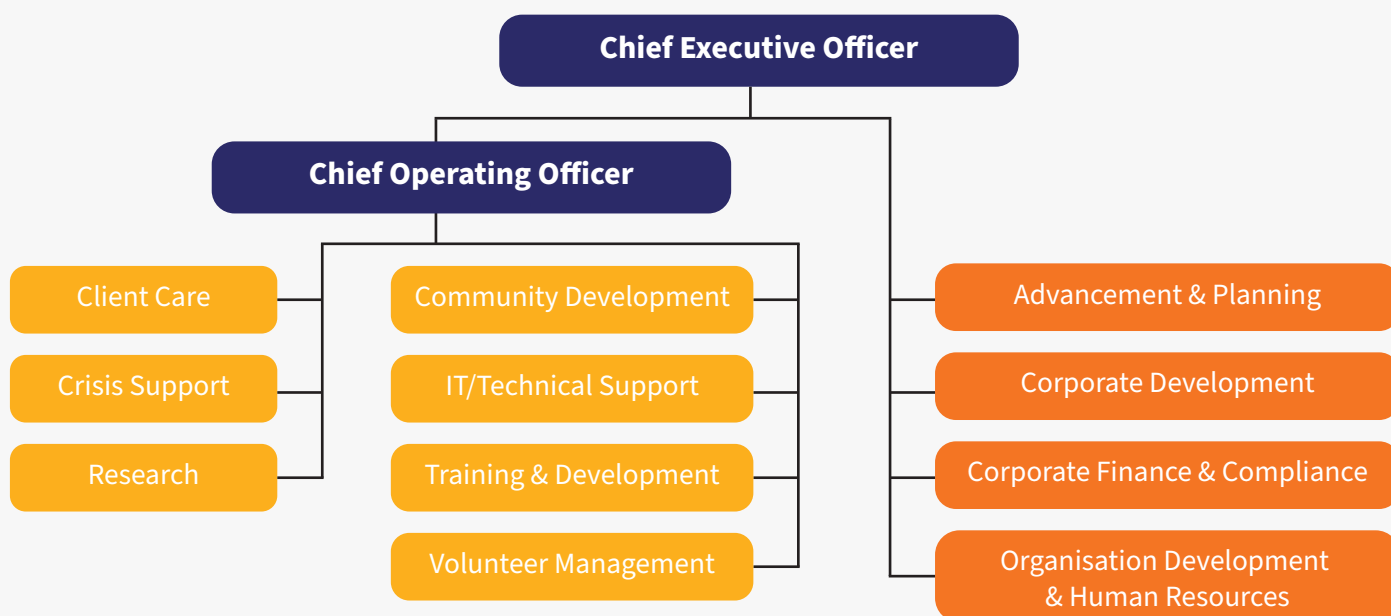 Chief Executive Officer
Chief Operating Officer
Client Care
Crisis Support
Research
Community Development
IT/Technical Support
Training & Development
Volunteer Management
Advancement & Planning
Corporate Development
Corporate Finance & Compliance
Organisation Development
& Human Resources